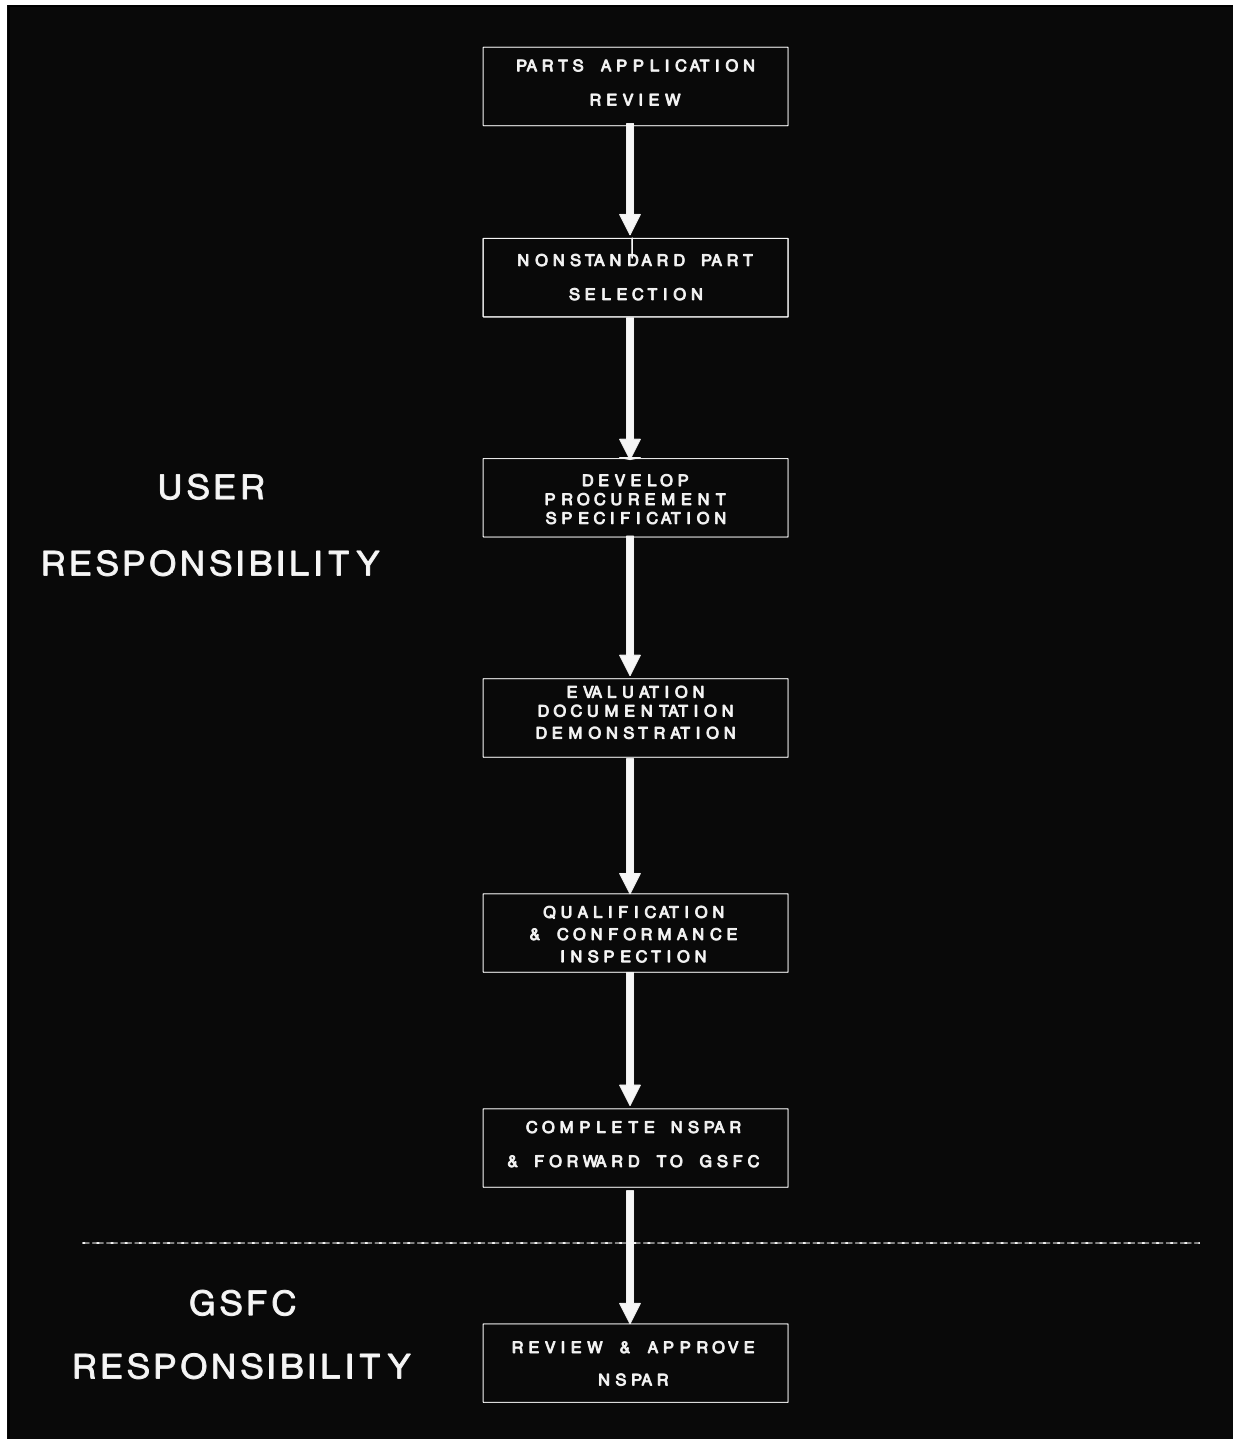 PARTS APPLICATION
REVIEW
NONSTANDARD PART
SELECTION
DEVELOP
PROCUREMENT
SPECIFICATION
USER
RESPONSIBILITY
EVALUATION
DOCUMENTATION
DEMONSTRATION
QUALIFICATION
& CONFORMANCE
INSPECTION
COMPLETE NSPAR
& FORWARD TO GSFC
GSFC
RESPONSIBILITY
REVIEW & APPROVE
NSPAR